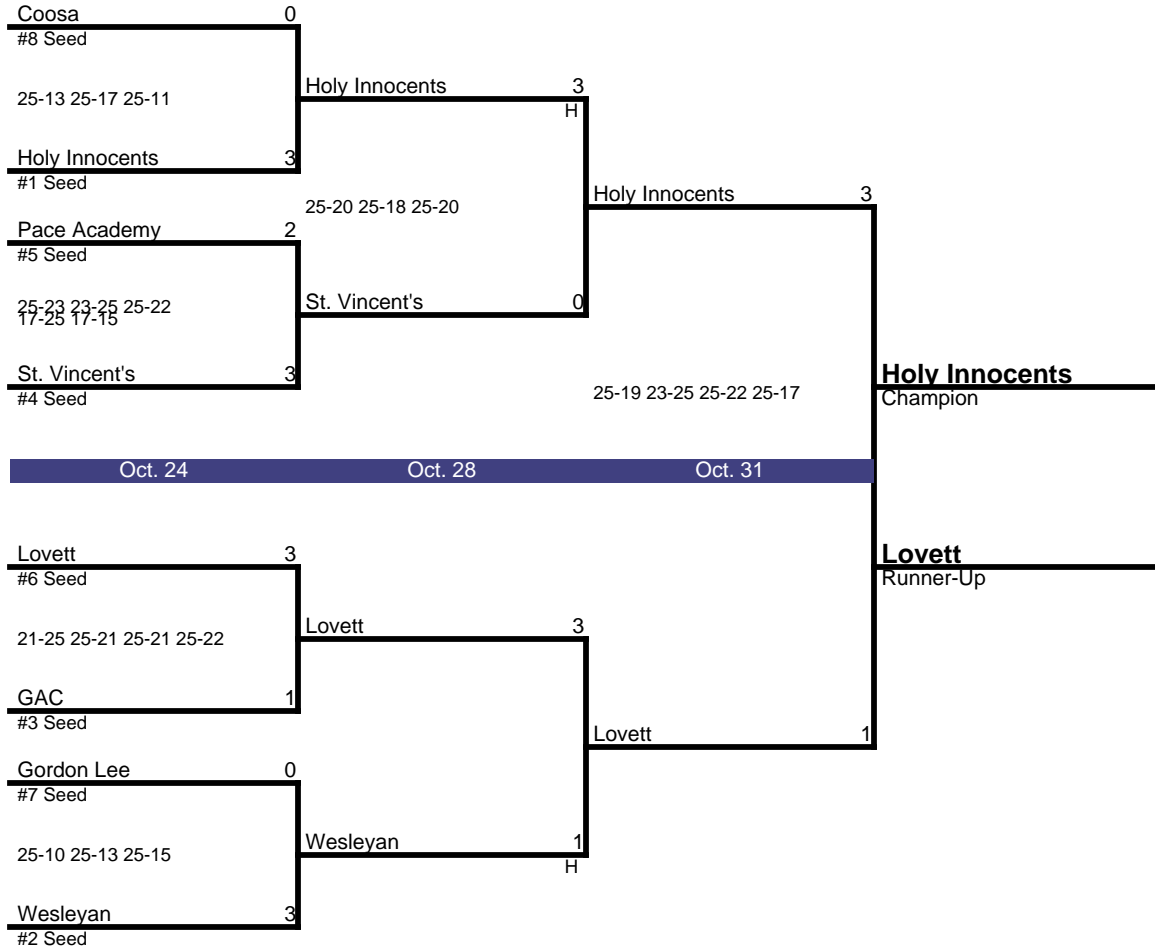 Coosa 0
#8 Seed
25-13 25-17 25-11
Holy Innocents 3
#1 Seed
Pace Academy 2
#5 Seed
25-23 23-25 25-22
17-25 17-15
St. Vincent's 3
#4 Seed
Holy Innocents 3
H
25-20 25-18 25-20
St. Vincent's 0
Holy Innocents 3
25-19 23-25 25-22 25-17
Holy Innocents
Champion
Oct. 24 Oct. 28 Oct. 31
Lovett 3
#6 Seed
21-25 25-21 25-21 25-22
GAC 1
#3 Seed
Gordon Lee 0
#7 Seed
25-10 25-13 25-15
Wesleyan 3
#2 Seed
Lovett 3
Wesleyan 1
H
Lovett 1
Lovett
Runner-Up